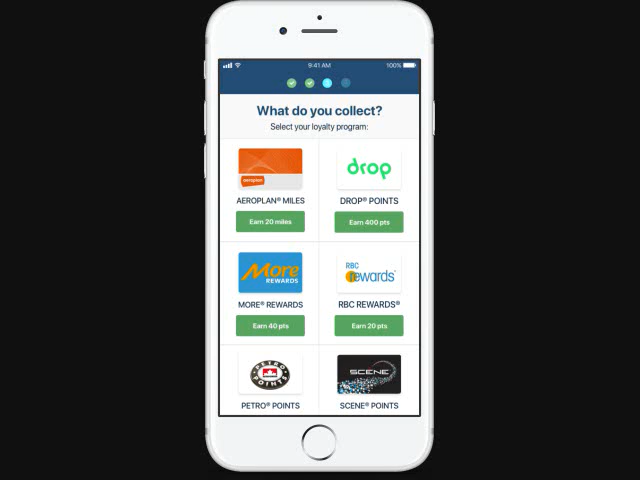 9:41 AM 100%
What do you collect?
Select your loyalty program:
aeroplan
drop
AEROPLAN® MILES DROP® POINTS
Earn 20 miles Earn 400 pts
More
REWARDS
RBC
rewards
MORE® REWARDS RBC REWARDS®
Earn 40 pts Earn 20 pts
PETRO
POINTS
SCENE
PETRO® POINTS SCENE® POINTS